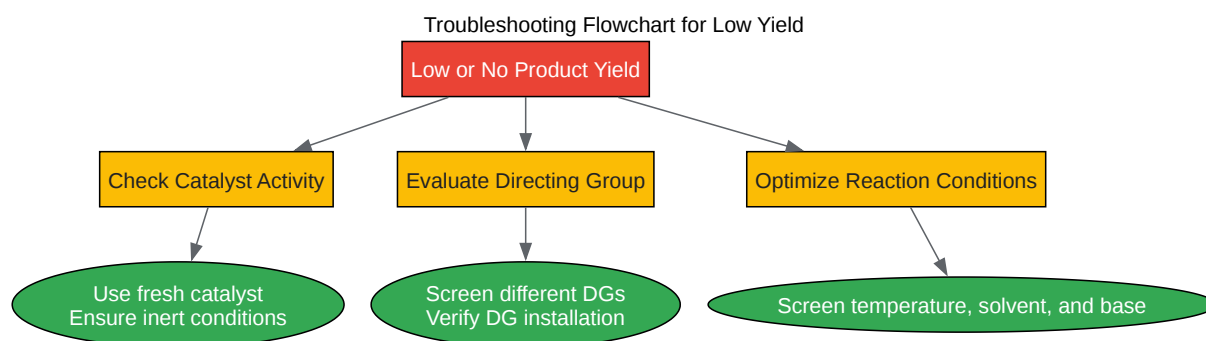 Troubleshooting Flowchart for Low Yield
Low or No Product Yield
Check Catalyst Activity
Evaluate Directing Group
Optimize Reaction Conditions
Use fresh catalyst
Ensure inert conditions
Screen different DGs
Verify DG installation
Screen temperature, solvent, and base